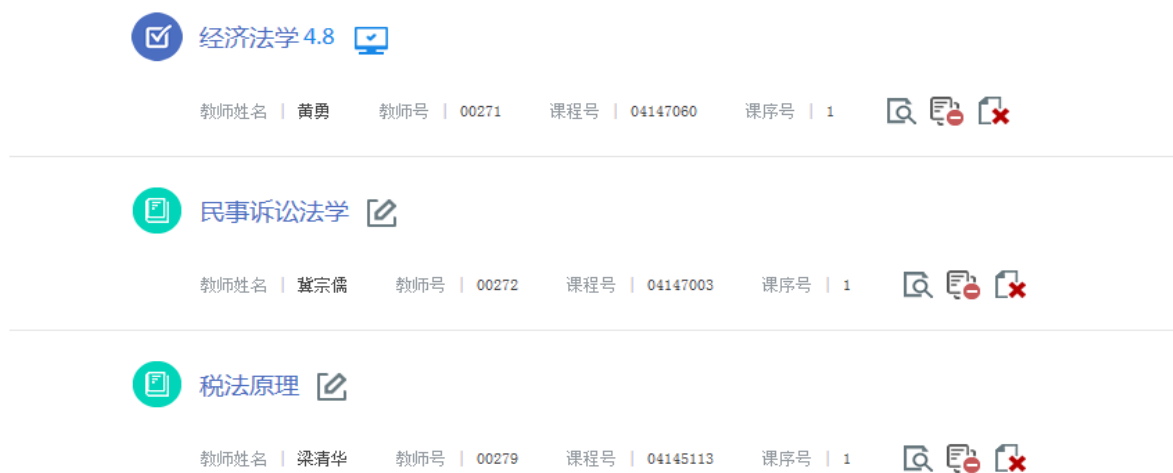 经济法学 4.8
教师姓名 | 黄勇 教师号 | 00271 课程号 | 04147060 课序号 | 1
民事诉讼法学
教师姓名 | 冀宗儒 教师号 | 00272 课程号 | 04147003 课序号 | 1
税法原理
教师姓名 | 梁清华 教师号 | 00279 课程号 | 04145113 课序号 | 1